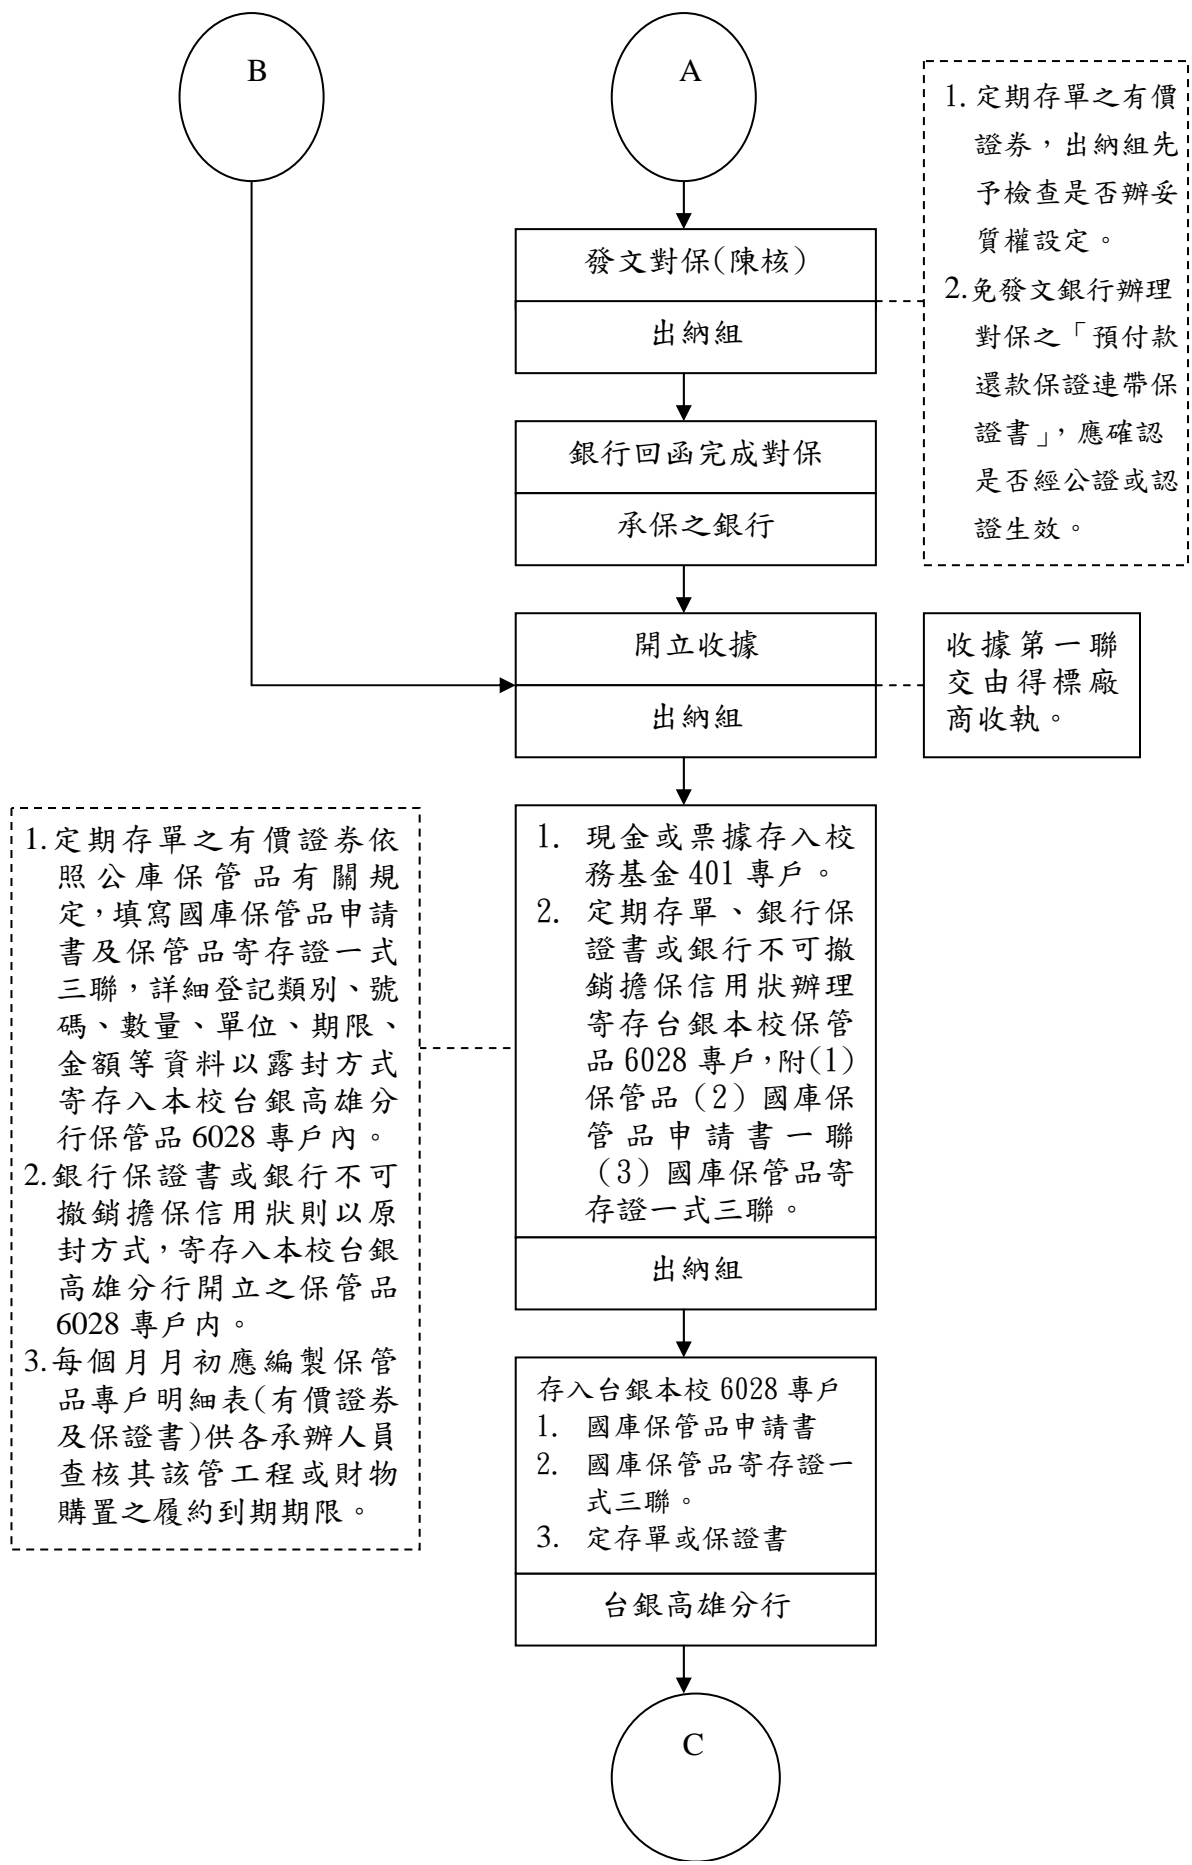 B
A
1. 定期存單之有價
證券，出納組先
予檢查是否辦妥
質權設定。
2.免發文銀行辦理
對保之「預付款
還款保證連帶保
證書」，應確認
是否經公證或認
證生效。
發文對保(陳核)
出納組
銀行回函完成對保
承保之銀行
開立收據
出納組
收據第一聯
交由得標廠
商收執。
1.定期存單之有價證券依
照公庫保管品有關規
定，填寫國庫保管品申請
書及保管品寄存證一式
三聯，詳細登記類別、號
碼、數量、單位、期限、
金額等資料以露封方式
寄存入本校台銀高雄分
行保管品 6028 專戶內。
2.銀行保證書或銀行不可
撤銷擔保信用狀則以原
封方式，寄存入本校台銀
高雄分行開立之保管品
6028 專戶內。
3.每個月月初應編製保管
品專戶明細表(有價證券
及保證書)供各承辦人員
查核其該管工程或財物
購置之履約到期期限。
1. 現金或票據存入校
務基金 401 專戶。
2. 定期存單、銀行保
證書或銀行不可撤
銷擔保信用狀辦理
寄存台銀本校保管
品 6028 專戶，附(1)
保管品（2）國庫保
管品申請書一聯
（3）國庫保管品寄
存證一式三聯。
出納組
存入台銀本校 6028 專戶
1. 國庫保管品申請書
2. 國庫保管品寄存證一
式三聯。
3. 定存單或保證書
台銀高雄分行
C